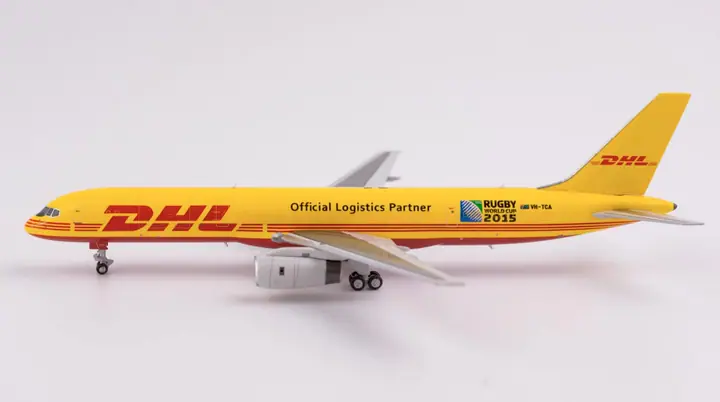 DHL
Official Logistics Partner
RUGBY
WORLD CUP
2015
VH-TCA
DHL